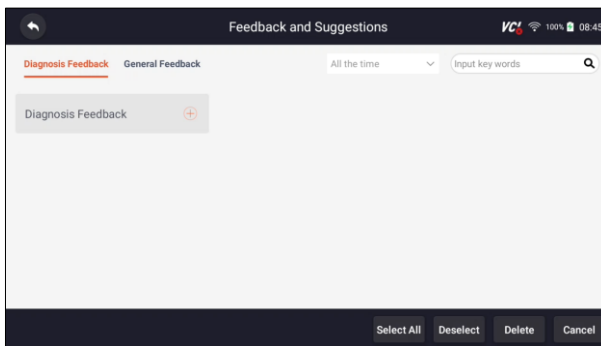 Feedback and Suggestions VCI 100% 08:45
Diagnosis Feedback General Feedback All the time Input key words
Diagnosis Feedback
Select All Deselect Delete Cancel